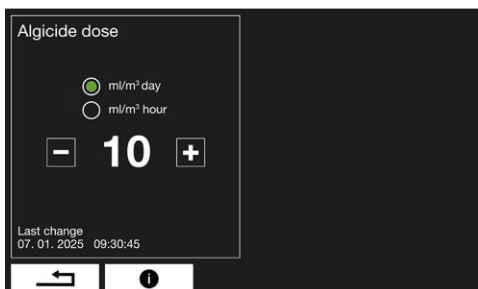 Algicide dose
ml/m³ day
ml/m³ hour
− 10 +
Last change
07. 01. 2025 09:30:45
i